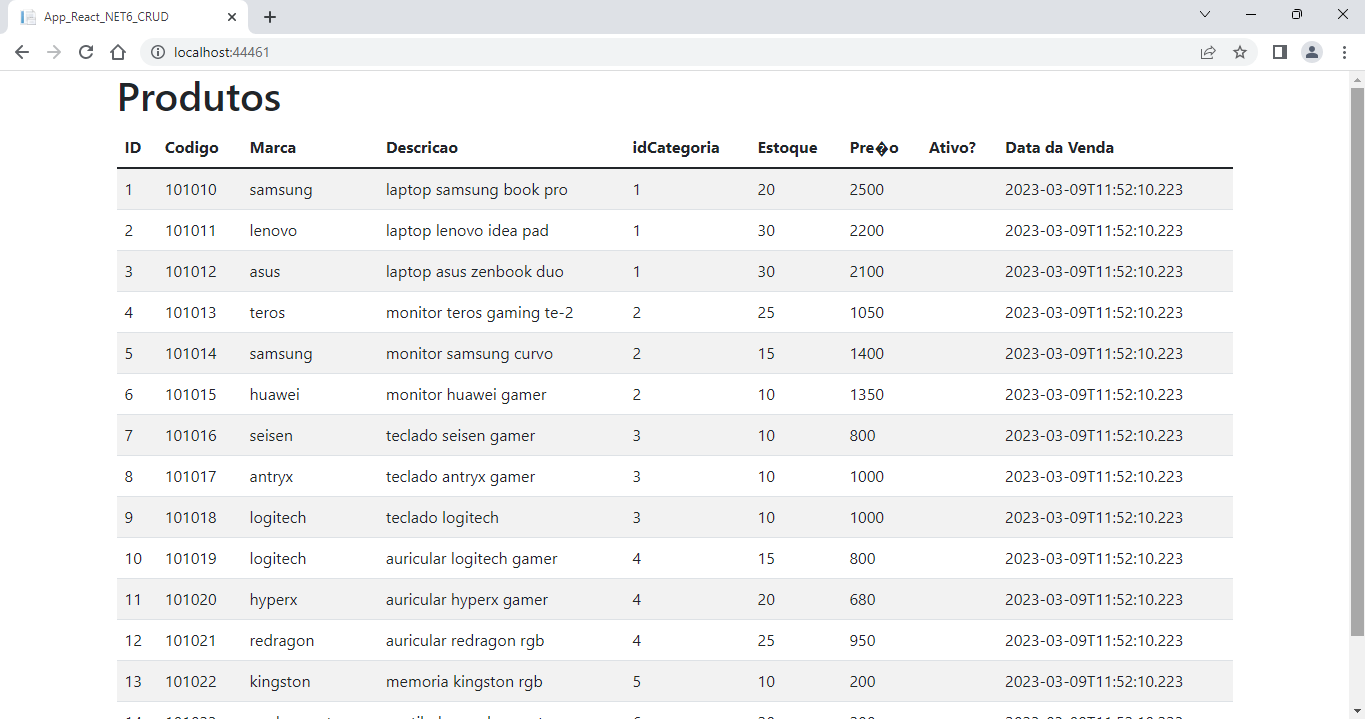 App_React_NET6_CRUD
localhost:44461
Produtos
ID Codigo Marca Descricao idCategoria Estoque Pre�o Ativo? Data da Venda
1 101010 samsung laptop samsung book pro 1 20 2500 2023-03-09T11:52:10.223
2 101011 lenovo laptop lenovo idea pad 1 30 2200 2023-03-09T11:52:10.223
3 101012 asus laptop asus zenbook duo 1 30 2100 2023-03-09T11:52:10.223
4 101013 teros monitor teros gaming te-2 2 25 1050 2023-03-09T11:52:10.223
5 101014 samsung monitor samsung curvo 2 15 1400 2023-03-09T11:52:10.223
6 101015 huawei monitor huawei gamer 2 10 1350 2023-03-09T11:52:10.223
7 101016 seisen teclado seisen gamer 3 10 800 2023-03-09T11:52:10.223
8 101017 antryx teclado antryx gamer 3 10 1000 2023-03-09T11:52:10.223
9 101018 logitech teclado logitech 3 10 1000 2023-03-09T11:52:10.223
10 101019 logitech auricular logitech gamer 4 15 800 2023-03-09T11:52:10.223
11 101020 hyperx auricular hyperx gamer 4 20 680 2023-03-09T11:52:10.223
12 101021 redragon auricular redragon rgb 4 25 950 2023-03-09T11:52:10.223
13 101022 kingston memoria kingston rgb 5 10 200 2023-03-09T11:52:10.223